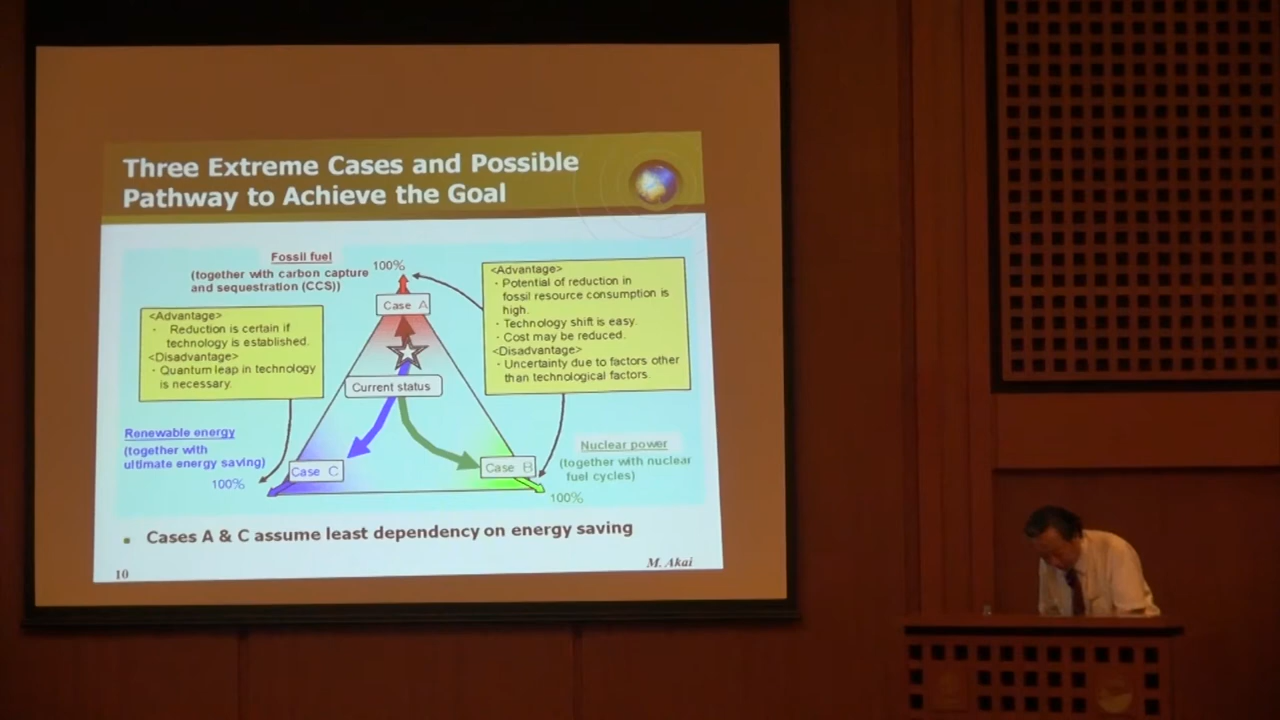 Three Extreme Cases and Possible
Pathway to Achieve the Goal
Fossil fuel
(together with carbon capture
and sequestration (CCS))
100%
Case A
<Advantage>
・ Reduction is certain if
technology is established.
<Disadvantage>
・Quantum leap in technology
is necessary.
<Advantage>
・Potential of reduction in
fossil resource consumption is
high.
・Technology shift is easy.
・Cost may be reduced.
<Disadvantage>
・Uncertainty due to factors other
than technological factors.
Current status
Renewable energy
(together with
ultimate energy saving)
100%
Case C
Case B
Nuclear power
(together with nuclear
fuel cycles)
100%
▪ Cases A & C assume least dependency on energy saving
10
M. Akai